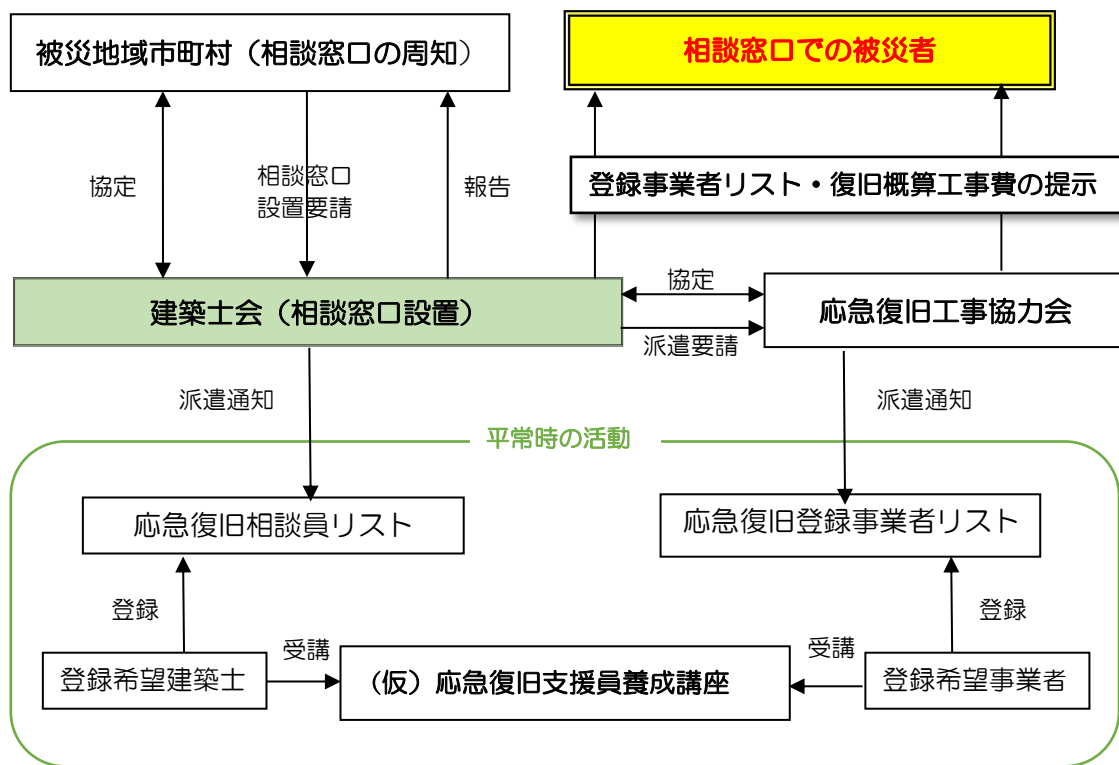 被災地域市町村（相談窓口の周知）
相談窓口での被災者
協定
相談窓口
設置要請
報告
登録事業者リスト・復旧概算工事費の提示
建築士会（相談窓口設置）
協定
派遣要請
応急復旧工事協力会
派遣通知
派遣通知
平常時の活動
応急復旧相談員リスト
応急復旧登録事業者リスト
登録
登録
登録希望建築士
受講
（仮）応急復旧支援員養成講座
受講
登録希望事業者